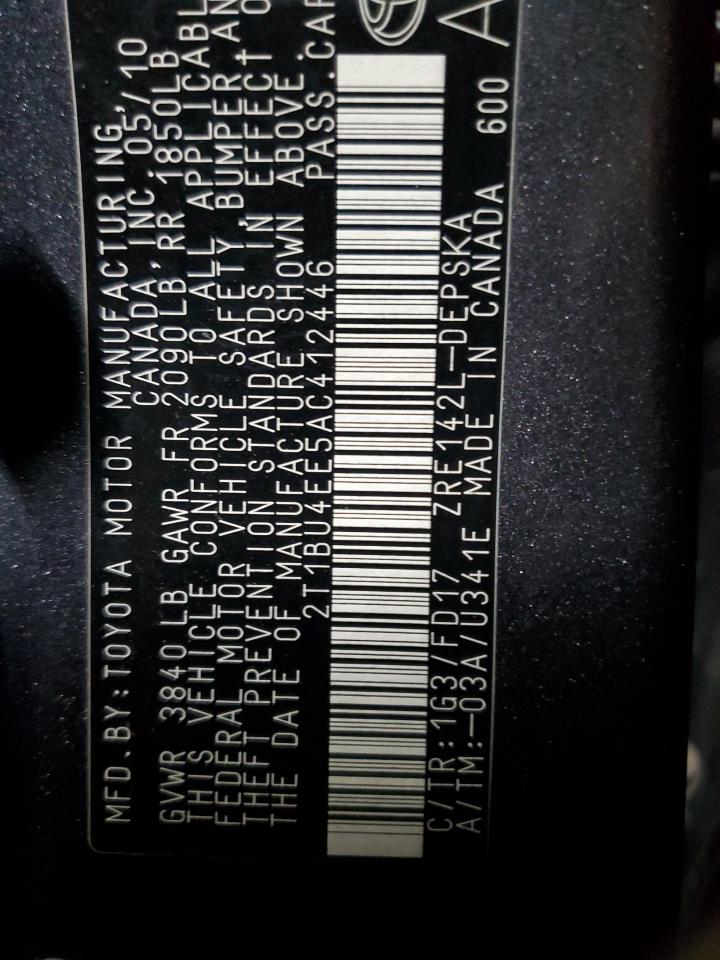 MFD.BY:TOYOTA MOTOR MANUFACTURING,
CANADA, INC. 05/10
GVWR 3840 LB GAWR FR 2090LB RR 1850LB
THIS VEHICLE CONFORMS TO ALL APPLICABL
FEDERAL MOTOR VEHICLE SAFETY, BUMPER, AN
THEFT PREVENTION STANDARDS IN EFFECT O
THE DATE OF MANUFACTURE SHOWN ABOVE.
2T1BU4EE5AC412446 PASS.CAR
C/TR:1G3/FD17 ZRE142L-DEPSKA
A/TM:-03A/U341E MADE IN CANADA 600